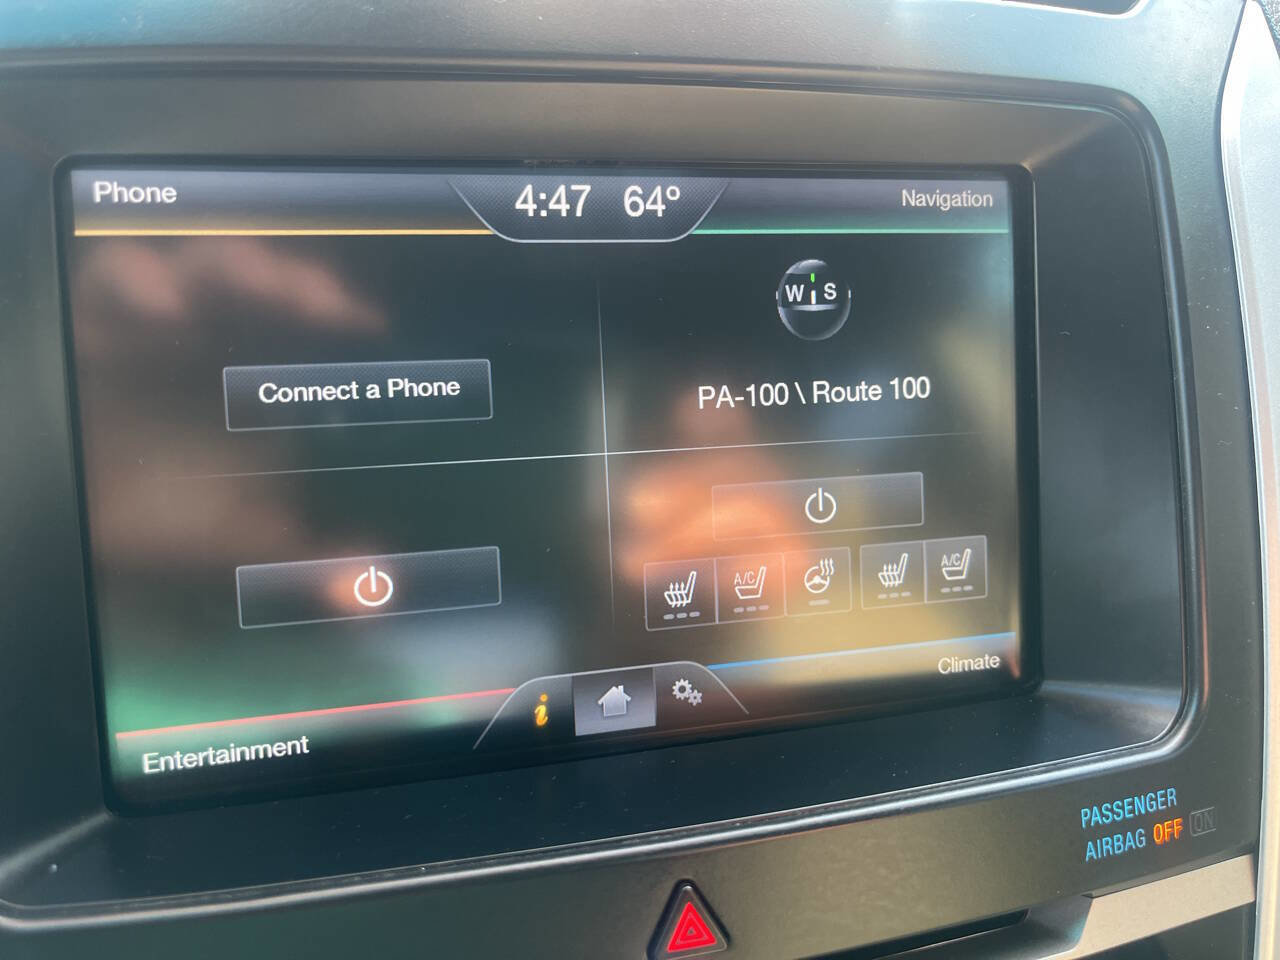 Phone
4:47 64°
Navigation
W S
Connect a Phone
PA-100 \ Route 100
A/C
A/C
i
Climate
Entertainment
PASSENGER
AIRBAG OFF ON